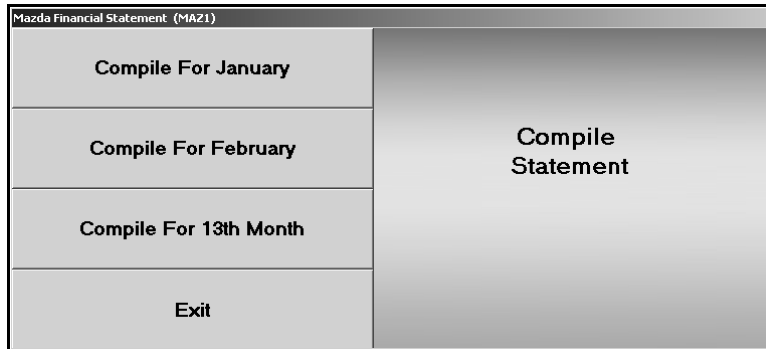 Mazda Financial Statement (MAZ1)
Compile For January
Compile For February
Compile For 13th Month
Exit
Compile
Statement